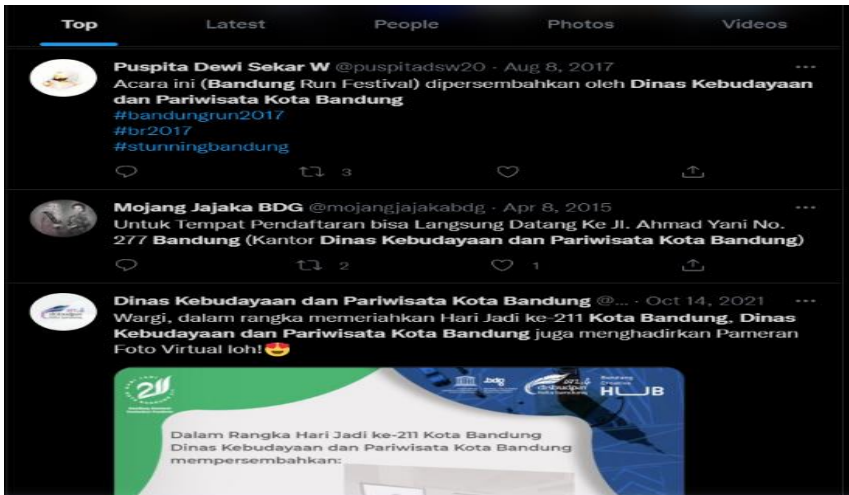 Top Latest People Photos Videos
Puspita Dewi Sekar W @puspitadsw20 · Aug 8, 2017
Acara ini (Bandung Run Festival) dipersembahkan oleh Dinas Kebudayaan
dan Pariwisata Kota Bandung
#bandungrun2017
#br2017
#stunningbandung
3
Mojang Jajaka BDG @mojangjajakabdg · Apr 8, 2015
Untuk Tempat Pendaftaran bisa Langsung Datang Ke Jl. Ahmad Yani No.
277 Bandung (Kantor Dinas Kebudayaan dan Pariwisata Kota Bandung)
2 1
Dinas Kebudayaan dan Pariwisata Kota Bandung @... · Oct 14, 2021
Wargi, dalam rangka memeriahkan Hari Jadi ke-211 Kota Bandung, Dinas
Kebudayaan dan Pariwisata Kota Bandung juga menghadirkan Pameran
Foto Virtual loh!😍
211 .bdg disbudpar HUB
Dalam Rangka Hari Jadi ke-211 Kota Bandung
Dinas Kebudayaan dan Pariwisata Kota Bandung
mempersembahkan: